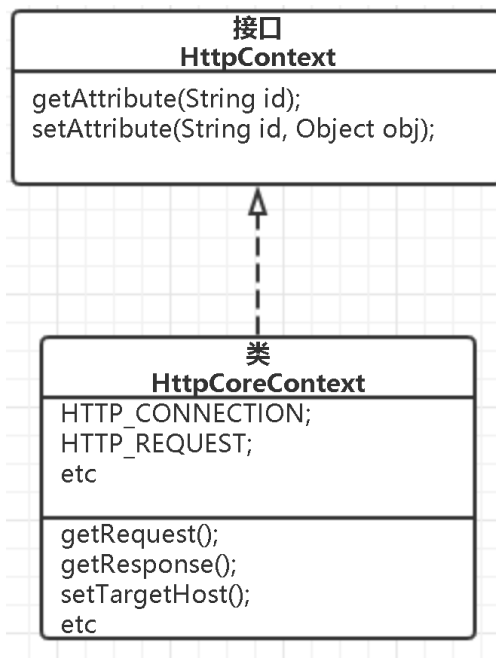 接口
HttpContext
getAttribute(String id);
setAttribute(String id, Object obj);
类
HttpCoreContext
HTTP_CONNECTION;
HTTP_REQUEST;
etc
getRequest();
getResponse();
setTargetHost();
etc